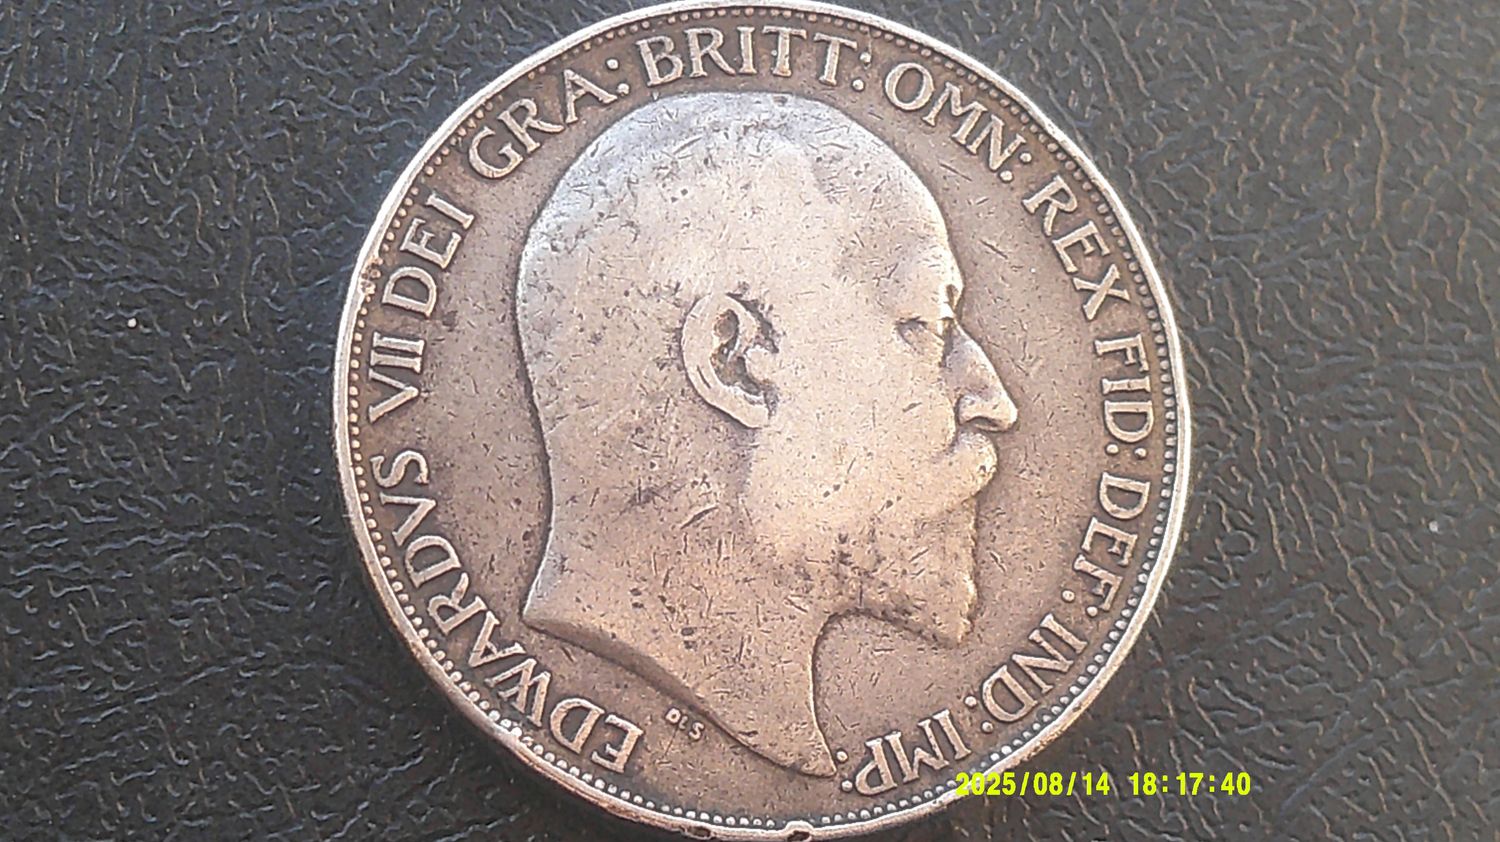 EDWARDVS VII DEI GRA: BRITT: OMN: REX FID: DEF: IND: IMP:
DeS
2025/08/14 18:17:40